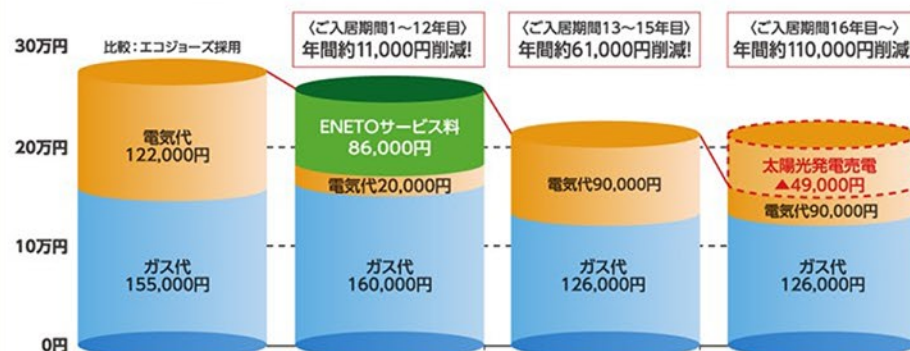 30万円
20万円
10万円
0円
比較：エコジョーズ採用
電気代
122,000円
ガス代
155,000円
〈ご入居期間1～12年目〉
年間約11,000円削減!
ENETOサービス料
86,000円
電気代20,000円
ガス代
160,000円
〈ご入居期間13～15年目〉
年間約61,000円削減!
電気代90,000円
ガス代
126,000円
〈ご入居期間16年目～〉
年間約110,000円削減
太陽光発電売電
▲49,000円
電気代90,000円
ガス代
126,000円